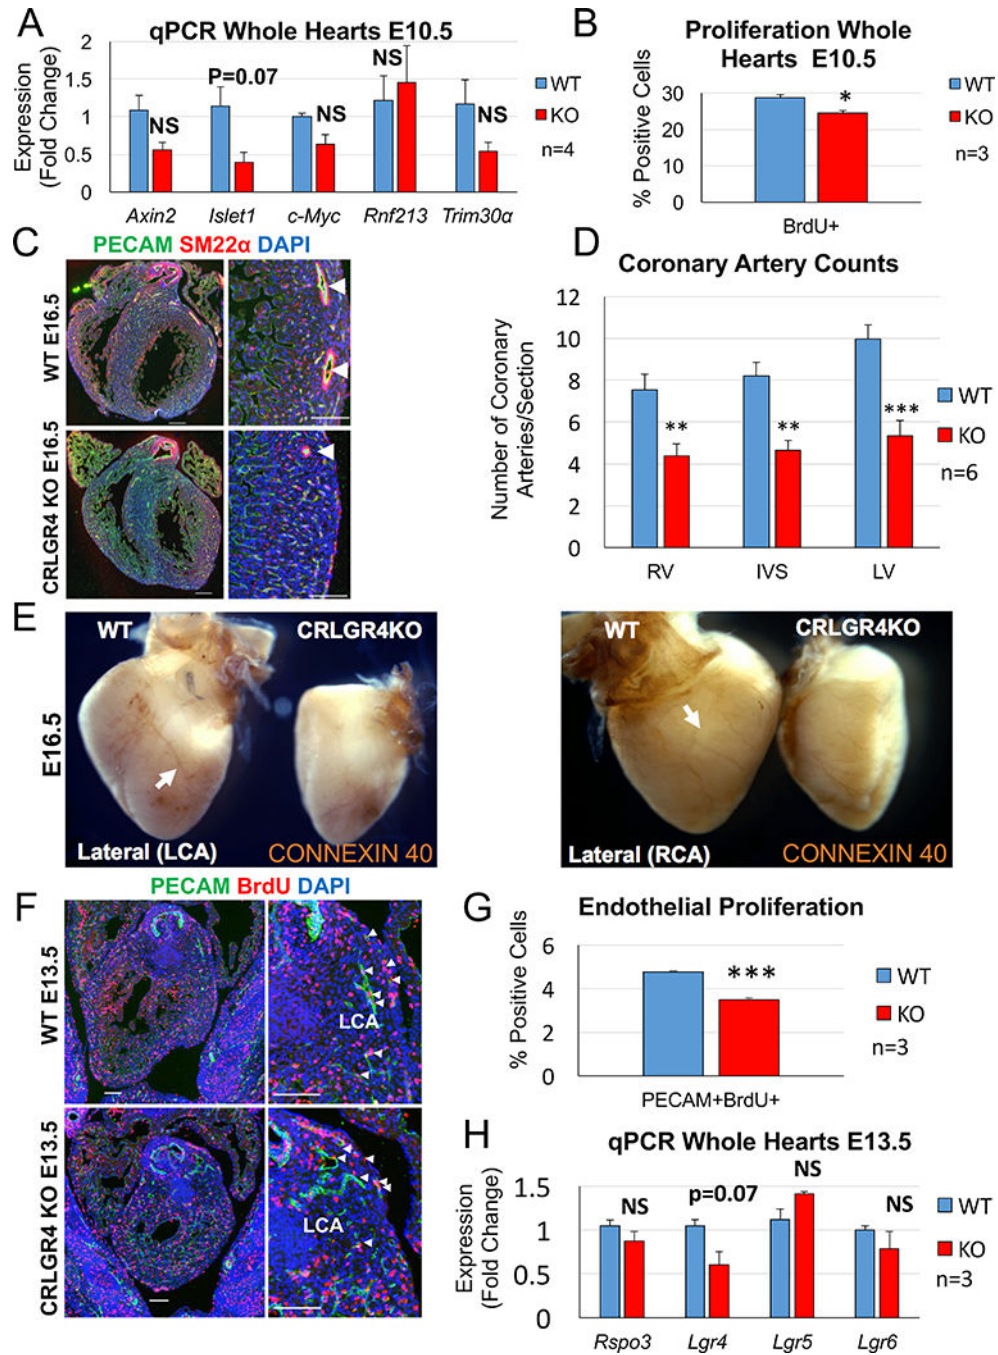 A
qPCR Whole Hearts E10.5
Expression
(Fold Change)
2
1.5
1
0.5
0
NS
P=0.07
NS
NS
NS
Axin2 Islet1 c-Myc Rnf213 Trim30α
WT
KO
n=4
B
Proliferation Whole
Hearts E10.5
% Positive Cells
30
20
10
0
*
BrdU+
WT
KO
n=3
C
PECAM SM22α DAPI
WT E16.5
CRLGR4 KO E16.5
D
Coronary Artery Counts
Number of Coronary
Arteries/Section
12
10
8
6
4
2
0
**
**
***
RV IVS LV
WT
KO
n=6
E
E16.5
WT CRLGR4KO
Lateral (LCA) CONNEXIN 40
WT CRLGR4KO
Lateral (RCA) CONNEXIN 40
F
PECAM BrdU DAPI
WT E13.5
LCA
CRLGR4 KO E13.5
LCA
G
Endothelial Proliferation
% Positive Cells
6
4
2
0
***
PECAM+BrdU+
WT
KO
n=3
H
qPCR Whole Hearts E13.5
Expression
(Fold Change)
1.5
1
0.5
0
NS
p=0.07
NS
NS
Rspo3 Lgr4 Lgr5 Lgr6
WT
KO
n=3